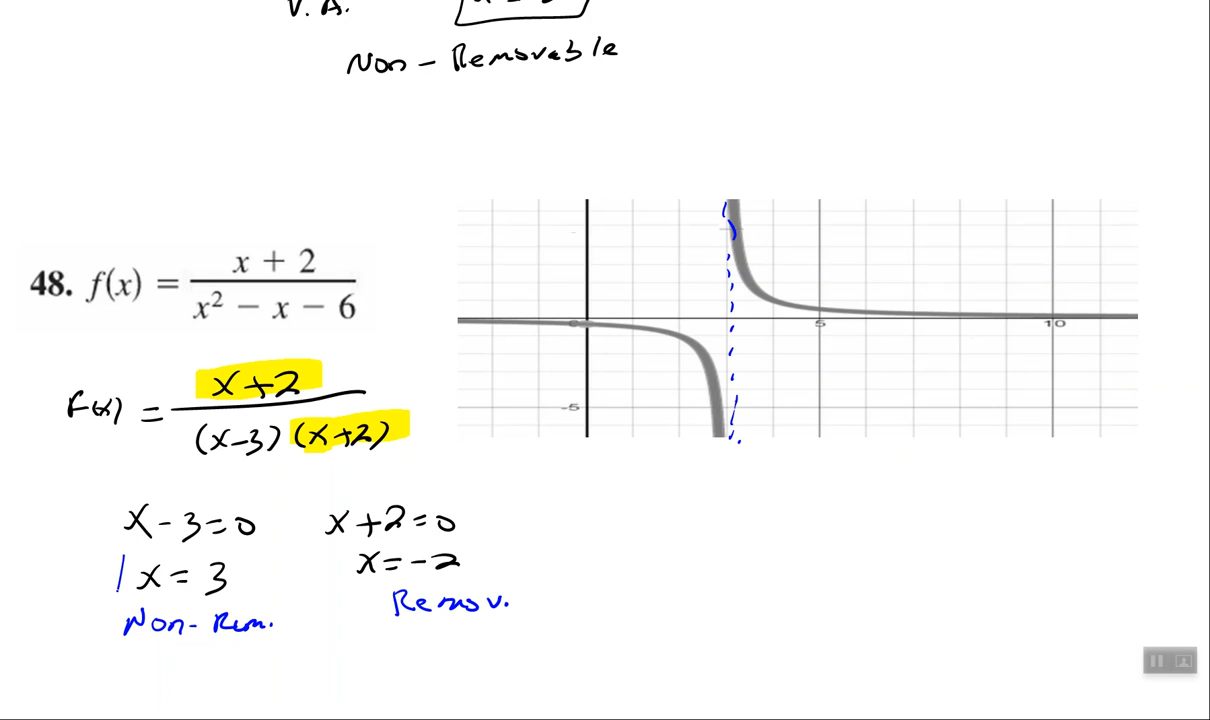 V. A.
Non - Removable
48. f(x) = x + 2 / x² − x − 6
5
10
-5
F(x) = x+2 / (x-3) (x+2)
x - 3 = 0 x + 2 = 0
x = 3 x = -2
Non - Rem. Remov.